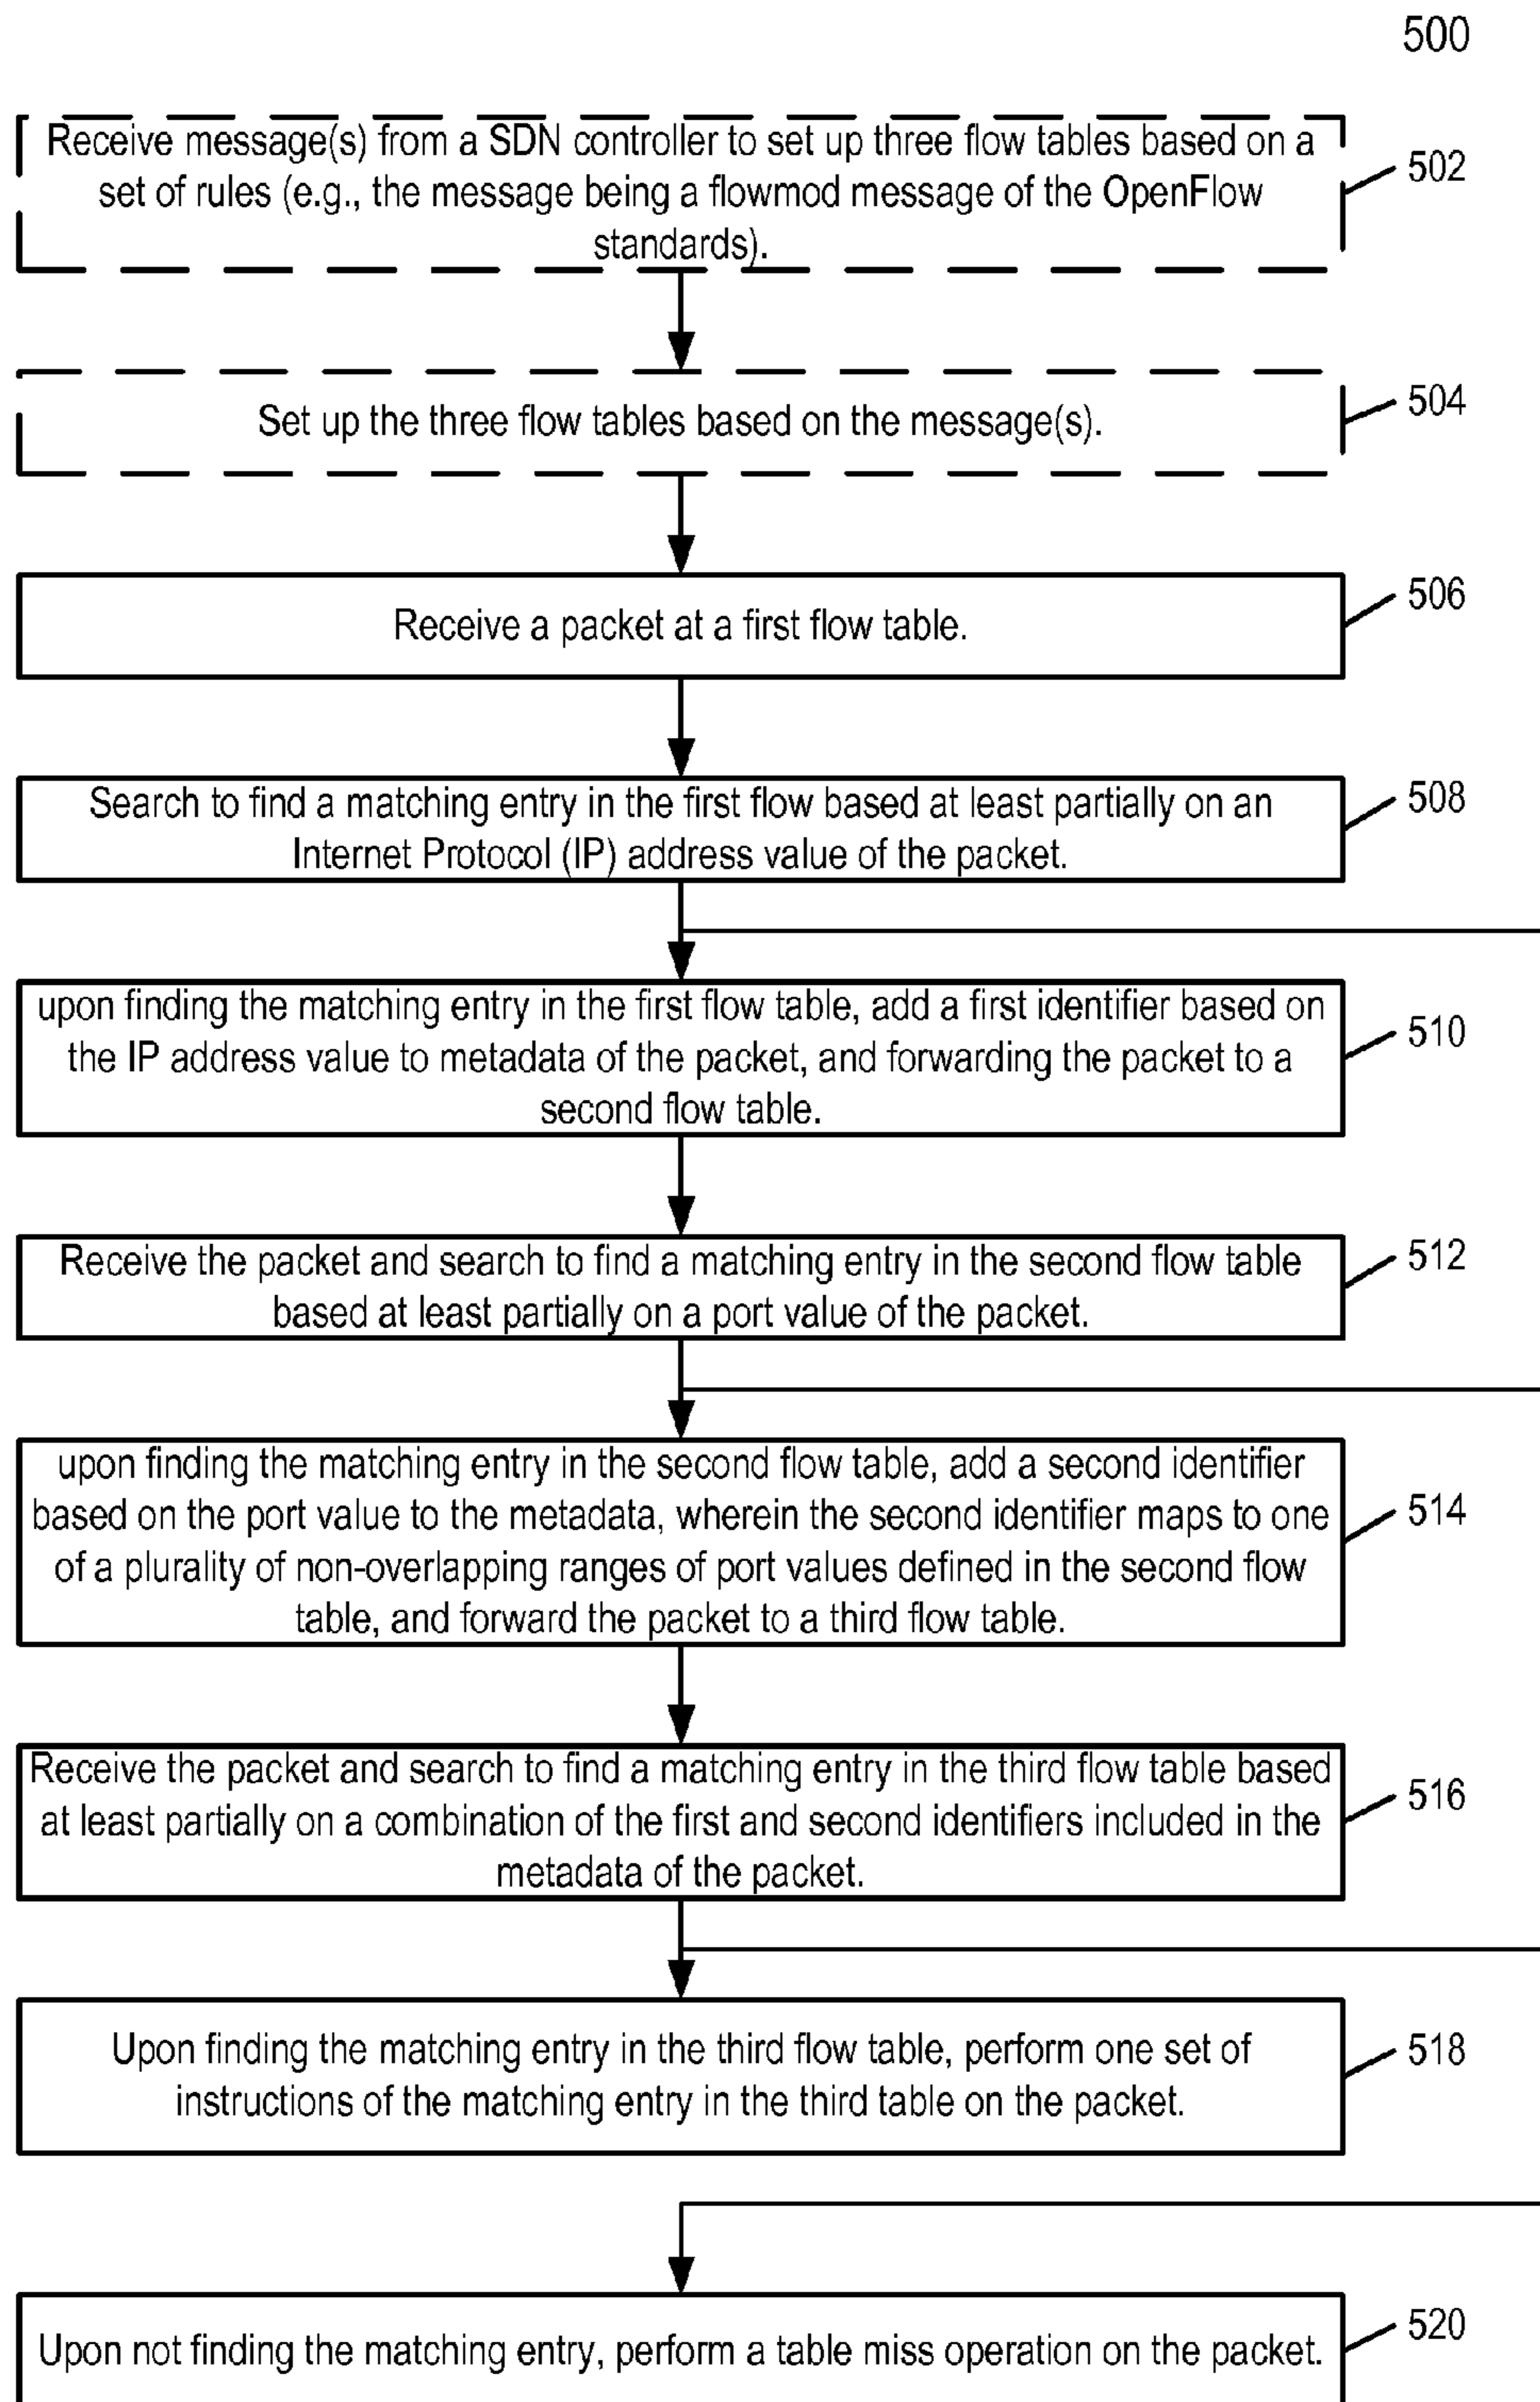 500
Receive message(s) from a SDN controller to set up three flow tables based on a
set of rules (e.g., the message being a flowmod message of the OpenFlow
standards).
502
Set up the three flow tables based on the message(s).
504
Receive a packet at a first flow table.
506
Search to find a matching entry in the first flow based at least partially on an
Internet Protocol (IP) address value of the packet.
508
upon finding the matching entry in the first flow table, add a first identifier based on
the IP address value to metadata of the packet, and forwarding the packet to a
second flow table.
510
Receive the packet and search to find a matching entry in the second flow table
based at least partially on a port value of the packet.
512
upon finding the matching entry in the second flow table, add a second identifier
based on the port value to the metadata, wherein the second identifier maps to one
of a plurality of non-overlapping ranges of port values defined in the second flow
table, and forward the packet to a third flow table.
514
Receive the packet and search to find a matching entry in the third flow table based
at least partially on a combination of the first and second identifiers included in the
metadata of the packet.
516
Upon finding the matching entry in the third flow table, perform one set of
instructions of the matching entry in the third table on the packet.
518
Upon not finding the matching entry, perform a table miss operation on the packet.
520